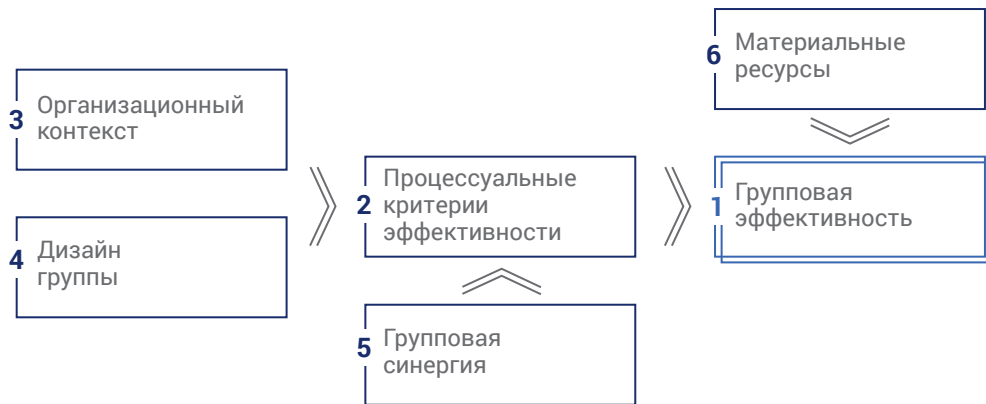 6
Материальные
ресурсы
3
Организационный
контекст
2
Процессуальные
критерии
эффективности
1
Групповая
эффективность
4
Дизайн
группы
5
Групповая
синергия